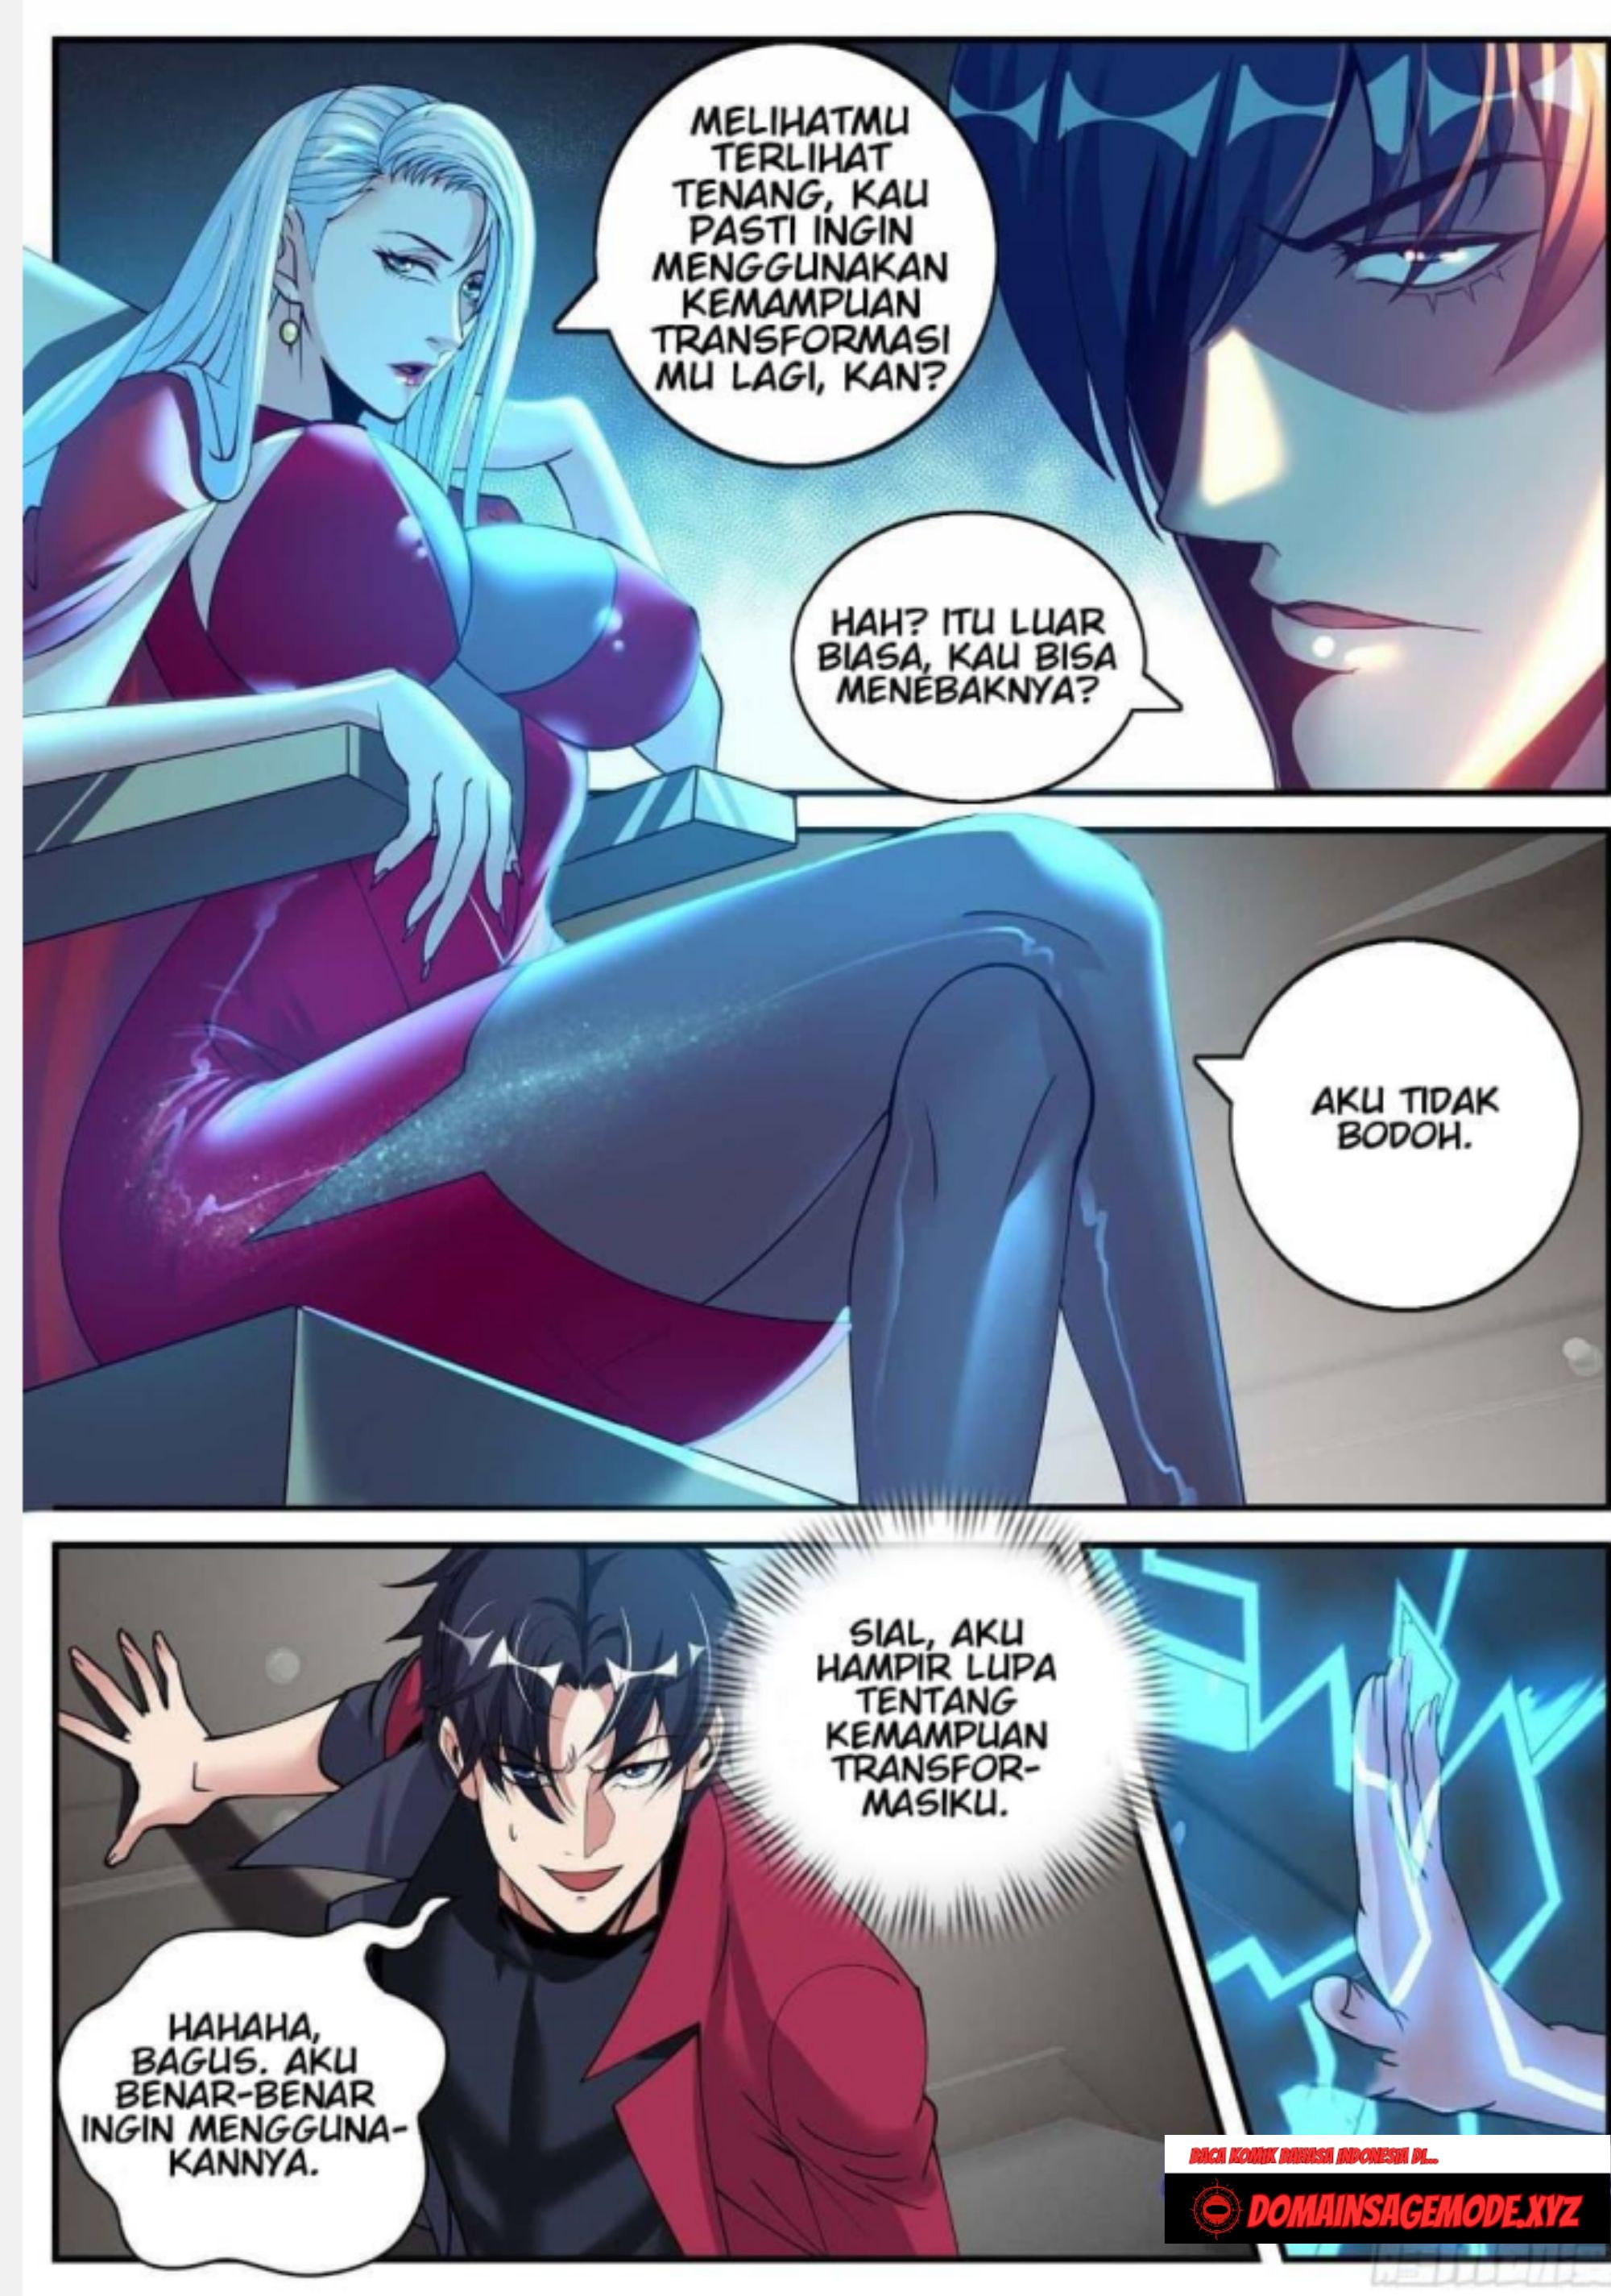 MELIHATMU
TERLIHAT
TENANG, KAU
PASTI INGIN
MENGGUNAKAN
KEMAMPUAN
TRANSFORMASI
MU LAGI, KAN?
HAH? ITU LUAR
BIASA, KAU BISA
MENEBAKNYA?
AKU TIDAK
BODOH.
SIAL, AKU
HAMPIR LUPA
TENTANG
KEMAMPUAN
TRANSFOR-
MASIKU.
HAHAHA,
BAGUS. AKU
BENAR-BENAR
INGIN MENGGUNA-
KANNYA.
BACA KOMIK BAHASA INDONESIA DI...
DOMAINSAGEMODE.XYZ